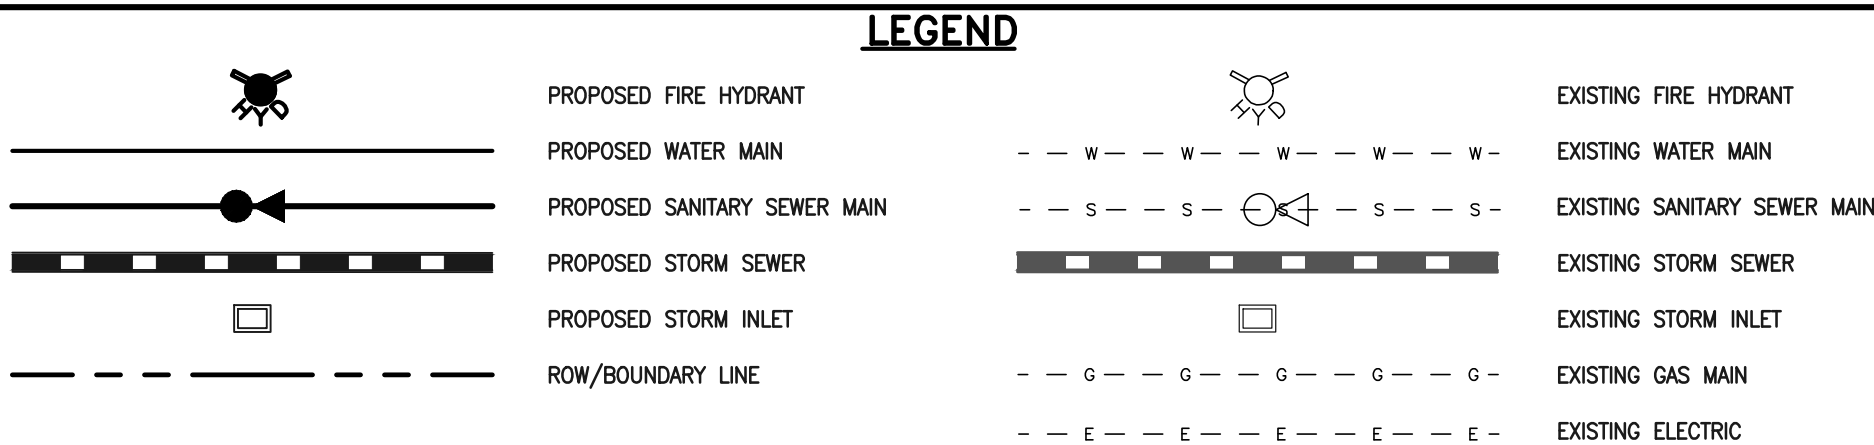 LEGEND
HYD
PROPOSED FIRE HYDRANT
HYD
EXISTING FIRE HYDRANT
PROPOSED WATER MAIN
W W W W W
EXISTING WATER MAIN
PROPOSED SANITARY SEWER MAIN
S S S S S
EXISTING SANITARY SEWER MAIN
PROPOSED STORM SEWER
EXISTING STORM SEWER
PROPOSED STORM INLET
EXISTING STORM INLET
ROW/BOUNDARY LINE
G G G G G
EXISTING GAS MAIN
E E E E E
EXISTING ELECTRIC